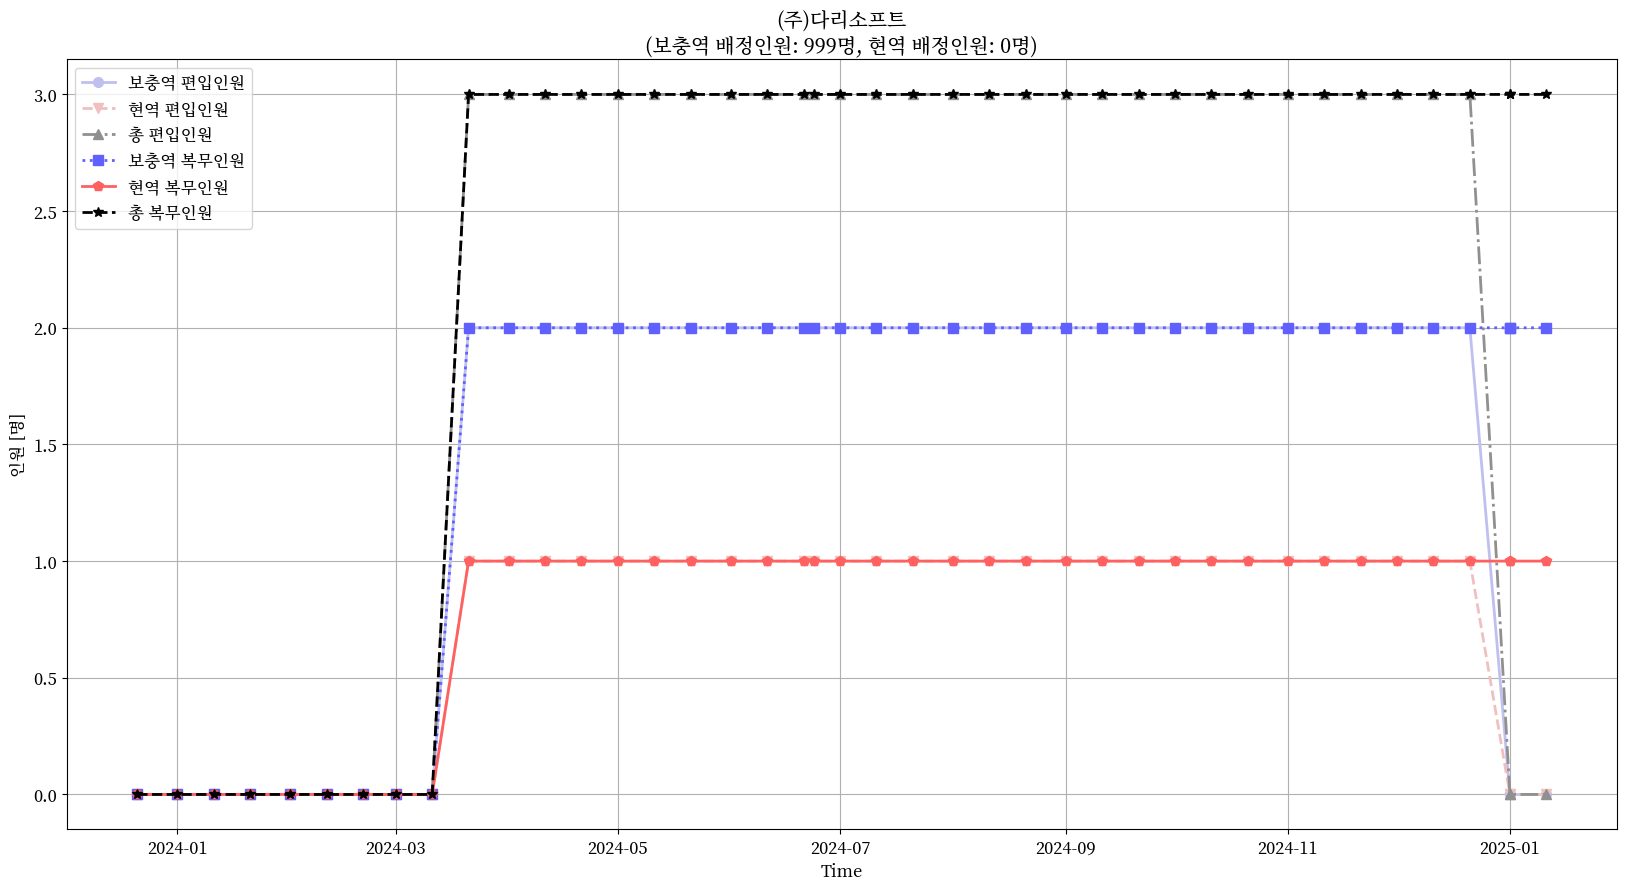 (주)다리소프트
(보충역 배정인원: 999명, 현역 배정인원: 0명)
보충역 편입인원
현역 편입인원
총 편입인원
보충역 복무인원
현역 복무인원
총 복무인원
인원 [명]
3.0
2.5
2.0
1.5
1.0
0.5
0.0
2024-01
2024-03
2024-05
2024-07
2024-09
2024-11
2025-01
Time